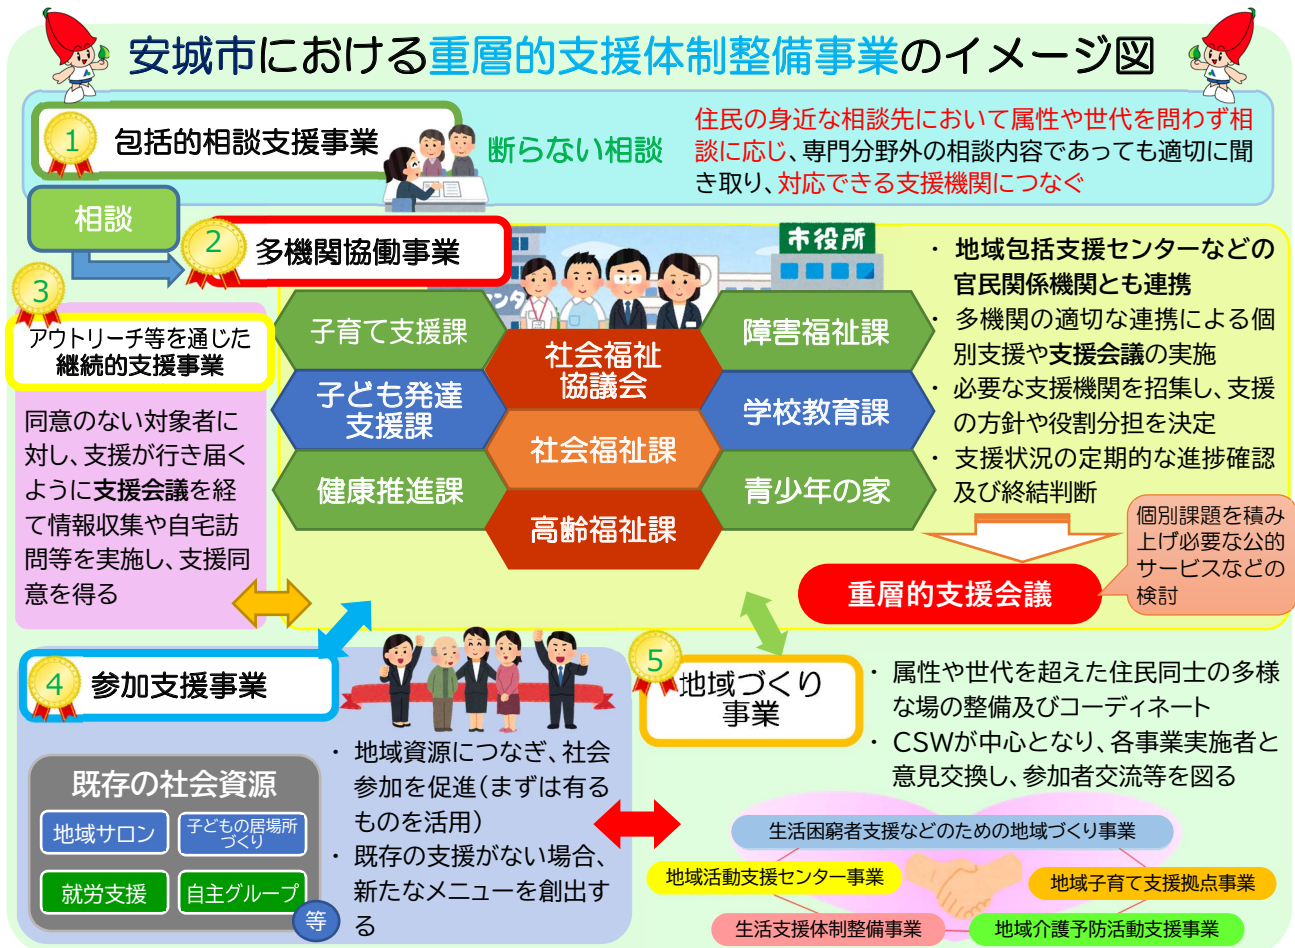 安城市における重層的支援体制整備事業のイメージ図
1
包括的相談支援事業
断らない相談
住民の身近な相談先において属性や世代を問わず相
談に応じ、専門分野外の相談内容であっても適切に聞
き取り、対応できる支援機関につなぐ
相談
2
多機関協働事業
市役所
3
アウトリーチ等を通じた
継続的支援事業
同意のない対象者に
対し、支援が行き届く
ように支援会議を経
て情報収集や自宅訪
問等を実施し、支援同
意を得る
子育て支援課
子ども発達
支援課
健康推進課
社会福祉
協議会
社会福祉課
高齢福祉課
障害福祉課
学校教育課
青少年の家
・ 地域包括支援センターなどの
官民関係機関とも連携
・ 多機関の適切な連携による個
別支援や支援会議の実施
・ 必要な支援機関を招集し、支援
の方針や役割分担を決定
・ 支援状況の定期的な進捗確認
及び終結判断
重層的支援会議
個別課題を積み
上げ必要な公的
サービスなどの
検討
4
参加支援事業
既存の社会資源
地域サロン
子どもの居場所
づくり
就労支援
自主グループ
等
・ 地域資源につなぎ、社会
参加を促進(まずは有る
ものを活用)
・ 既存の支援がない場合、
新たなメニューを創出す
る
5
地域づくり
事業
・ 属性や世代を超えた住民同士の多様
な場の整備及びコーディネート
・ CSWが中心となり、各事業実施者と
意見交換し、参加者交流等を図る
生活困窮者支援などのための地域づくり事業
地域活動支援センター事業
地域子育て支援拠点事業
生活支援体制整備事業
地域介護予防活動支援事業